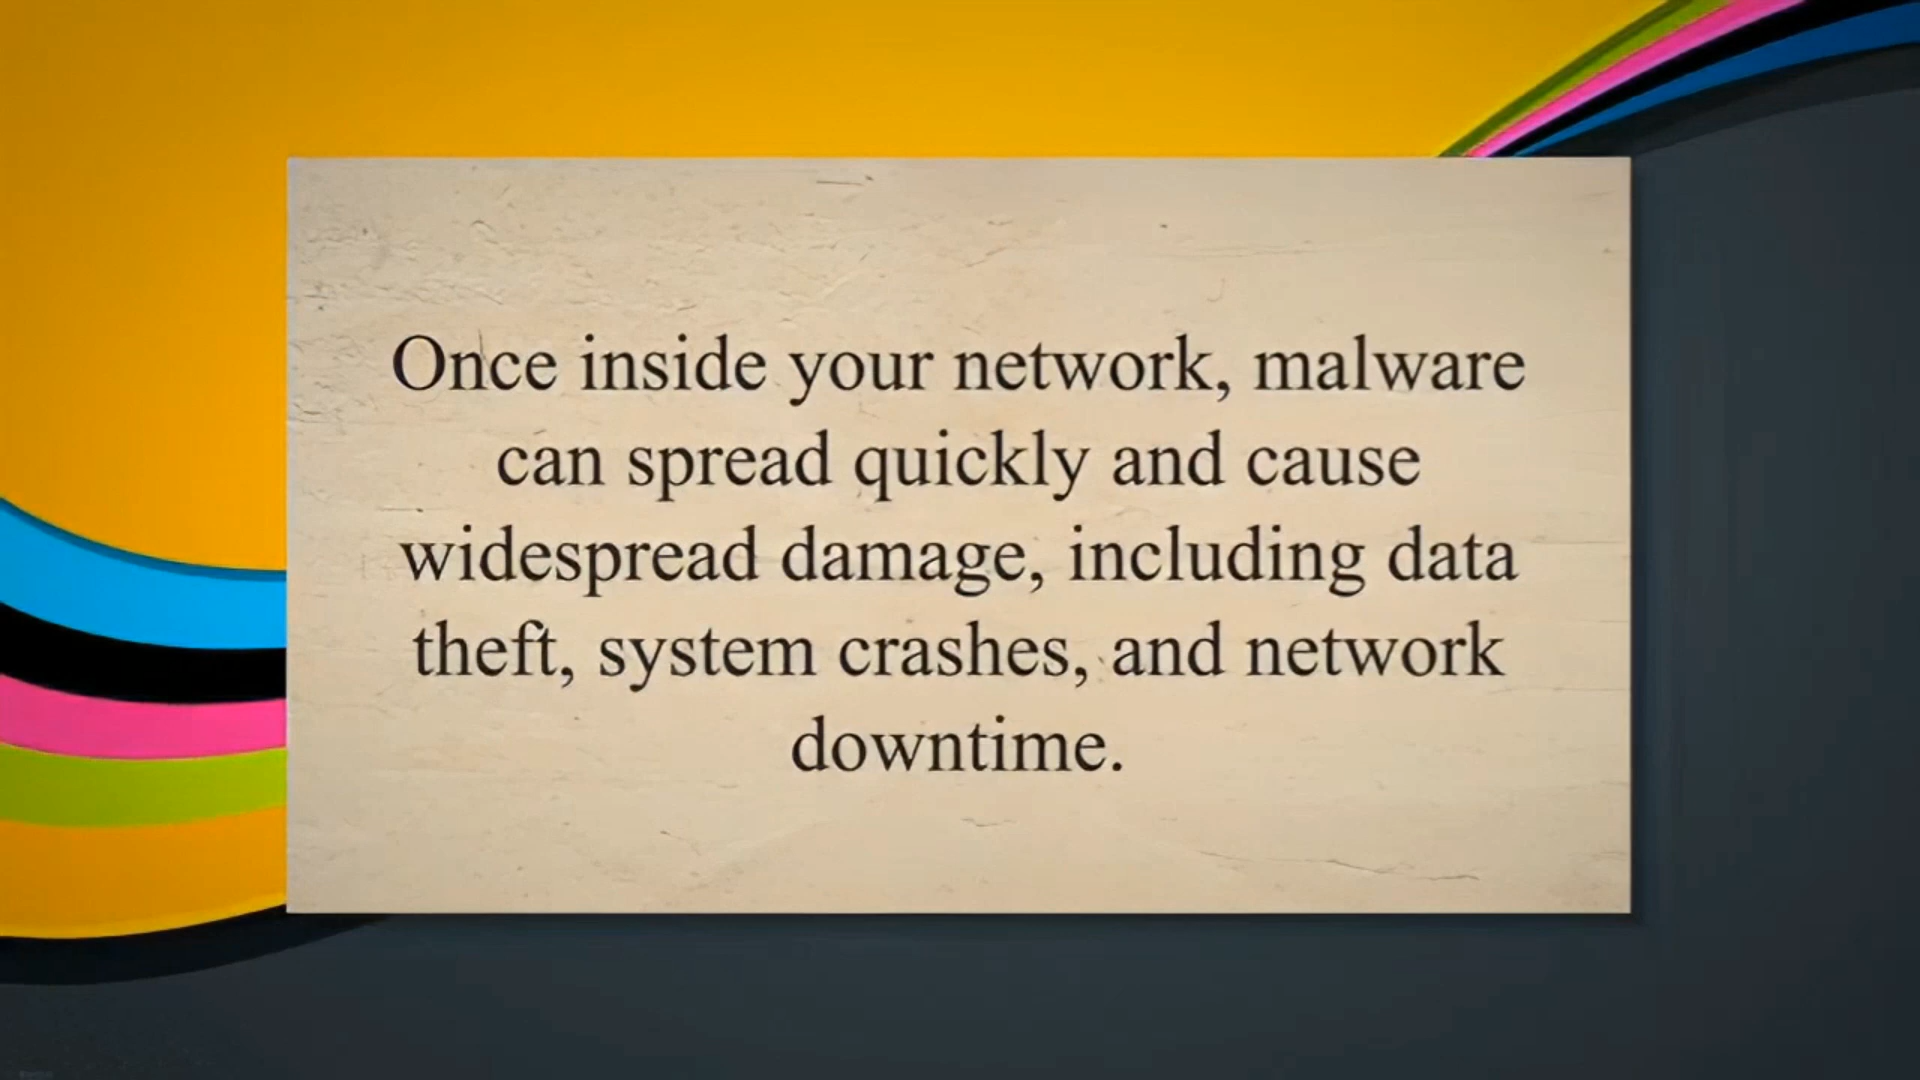 Once inside your network, malware
can spread quickly and cause
widespread damage, including data
theft, system crashes, and network
downtime.